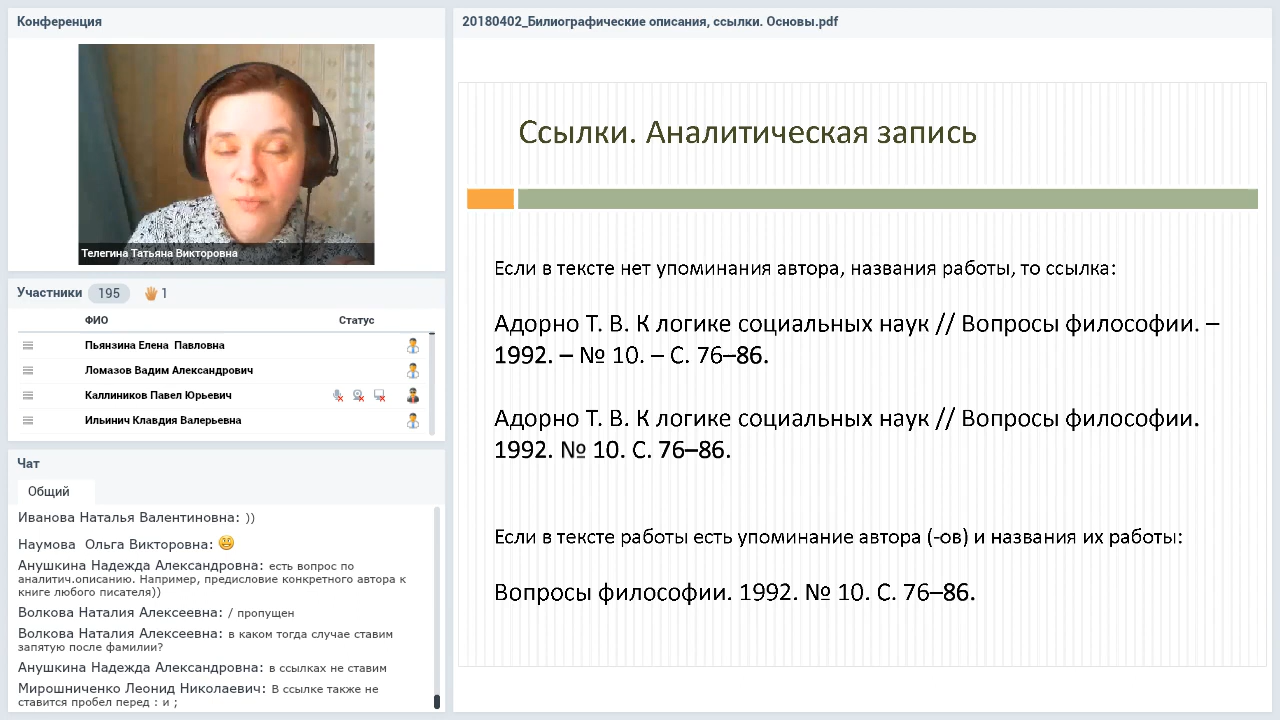 Конференция
Телегина Татьяна Викторовна
Участники 195 1
ФИО Статус
Пьянзина Елена Павловна
Ломазов Вадим Александрович
Каллиников Павел Юрьевич
Ильинич Клавдия Валерьевна
Чат
Общий
Иванова Наталья Валентиновна: ))
Наумова Ольга Викторовна:
Анушкина Надежда Александровна: есть вопрос по
аналитич.описанию. Например, предисловие конкретного автора к
книге любого писателя))
Волкова Наталия Алексеевна: / пропущен
Волкова Наталия Алексеевна: в каком тогда случае ставим
запятую после фамилии?
Анушкина Надежда Александровна: в ссылках не ставим
Мирошниченко Леонид Николаевич: В ссылке также не
ставится пробел перед : и ;
20180402_Билиографические описания, ссылки. Основы.pdf
Ссылки. Аналитическая запись
Если в тексте нет упоминания автора, названия работы, то ссылка:
Адорно Т. В. К логике социальных наук // Вопросы философии. –
1992. – № 10. – С. 76–86.
Адорно Т. В. К логике социальных наук // Вопросы философии.
1992. № 10. С. 76–86.
Если в тексте работы есть упоминание автора (-ов) и названия их работы:
Вопросы философии. 1992. № 10. С. 76–86.